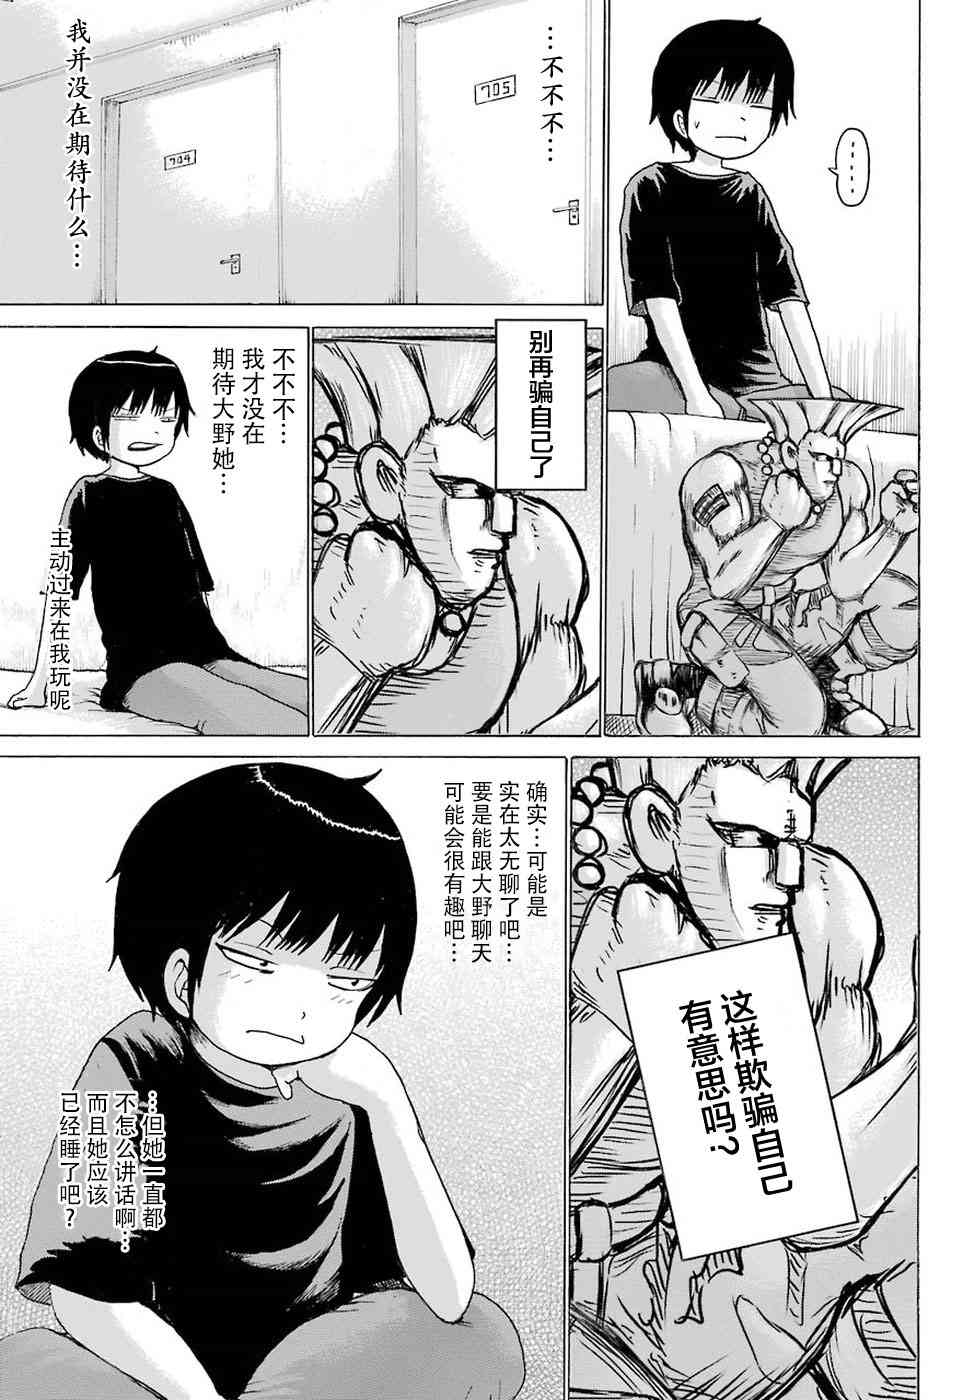 ……
…不不不…
705
704
我并没在期待什么…
别再骗自己了
不不不…
我才没在
期待大野她…
主动过来在我玩呢
这样欺骗自己
有意思吗?
确实…可能是
实在太无聊了吧…
要是能跟大野聊天
可能会很有趣吧…
…但她一直都
不怎么讲话啊…
而且她应该
已经睡了吧?